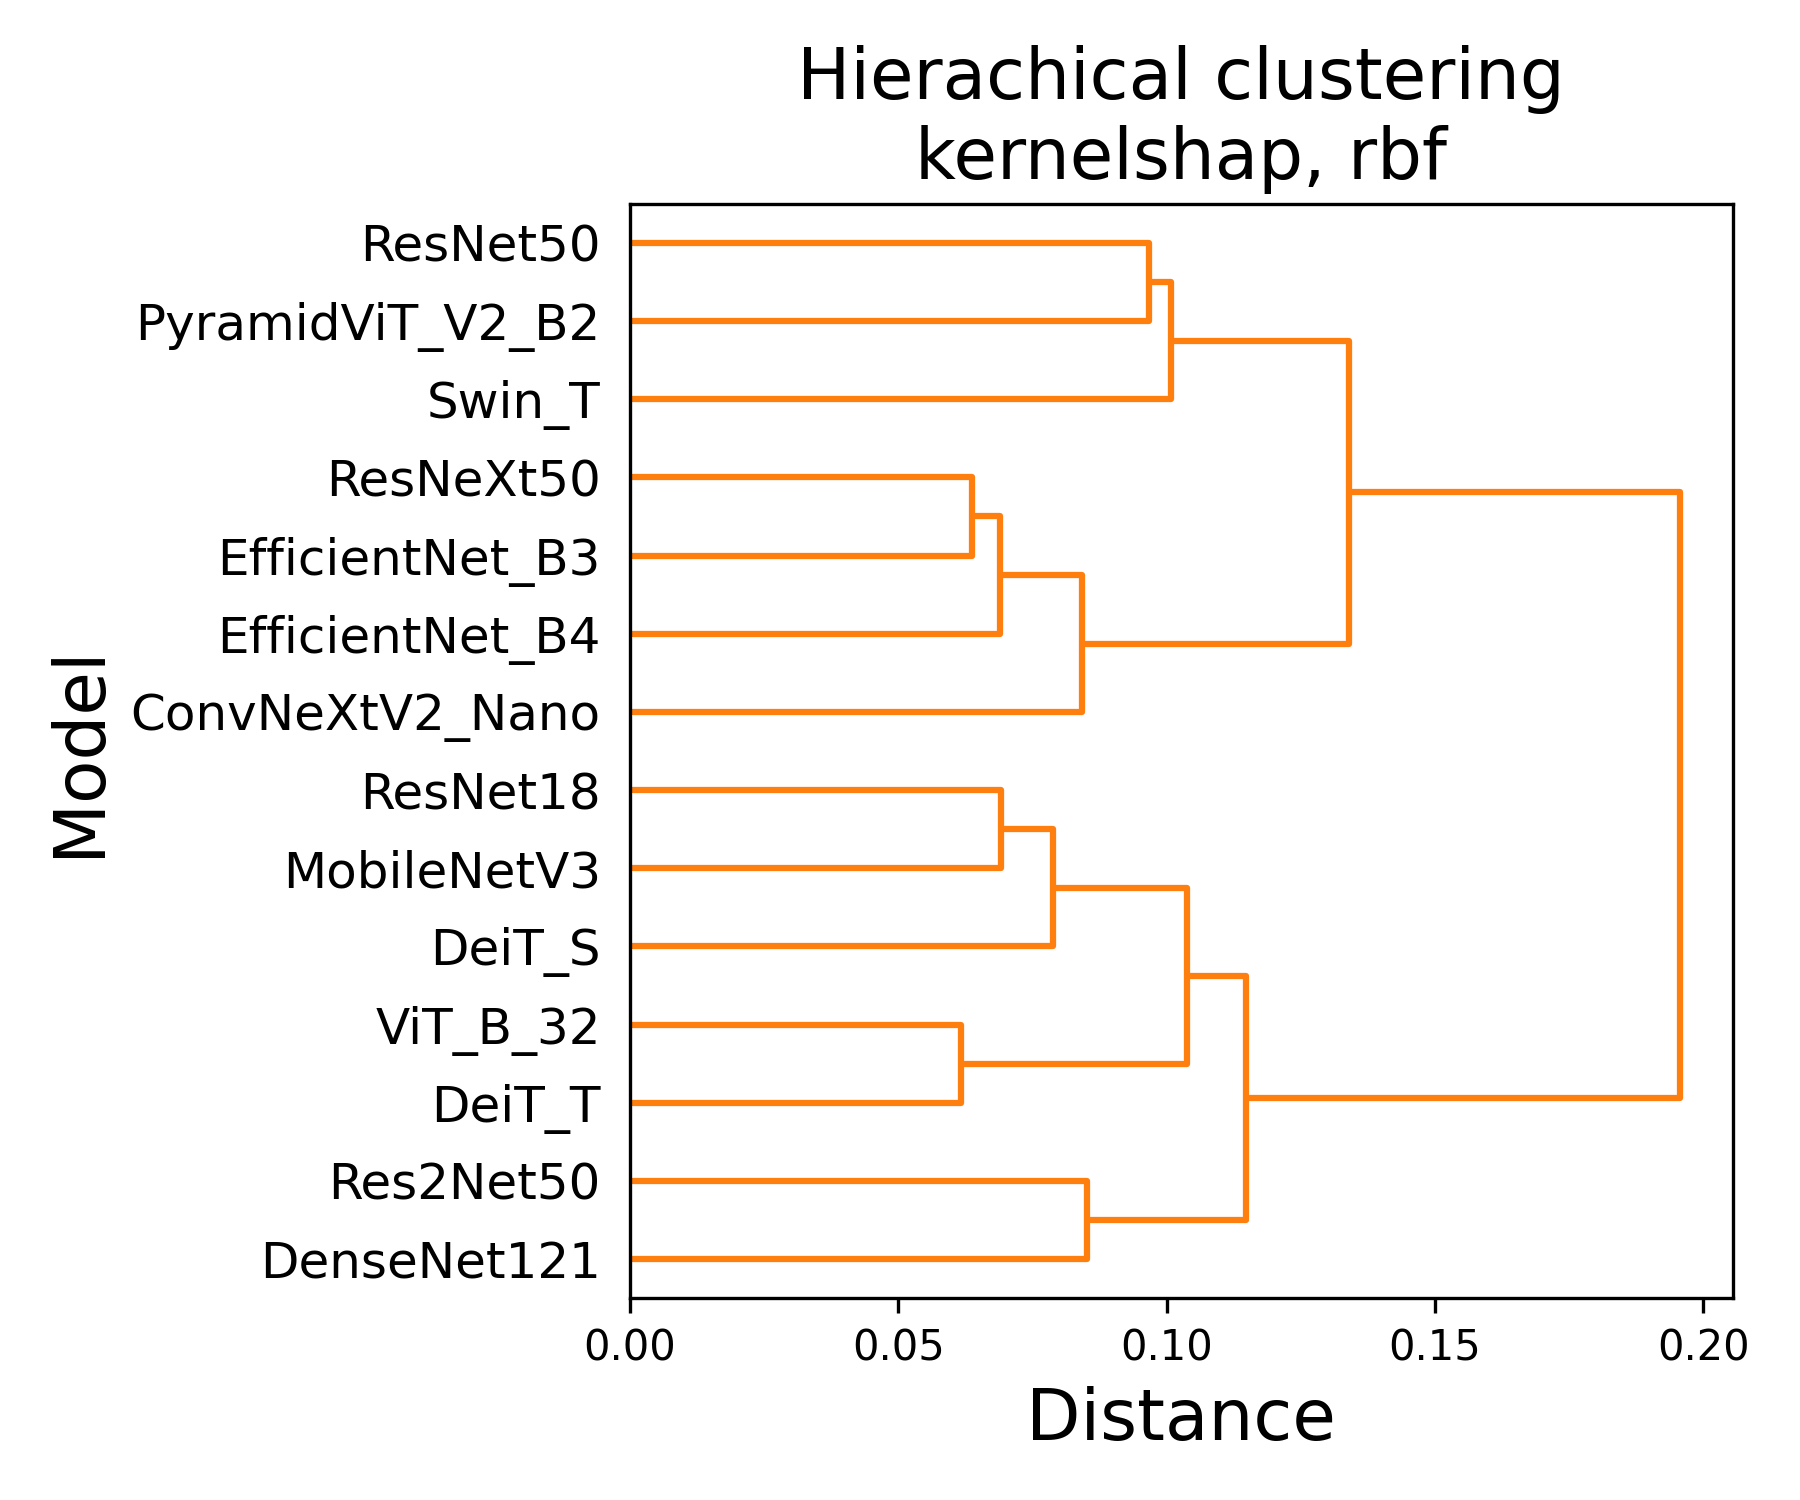 Hierachical clustering
kernelshap, rbf
ResNet50
PyramidViT_V2_B2
Swin_T
ResNeXt50
EfficientNet_B3
EfficientNet_B4
ConvNeXtV2_Nano
ResNet18
MobileNetV3
DeiT_S
ViT_B_32
DeiT_T
Res2Net50
DenseNet121
Model
0.00 0.05 0.10 0.15 0.20
Distance